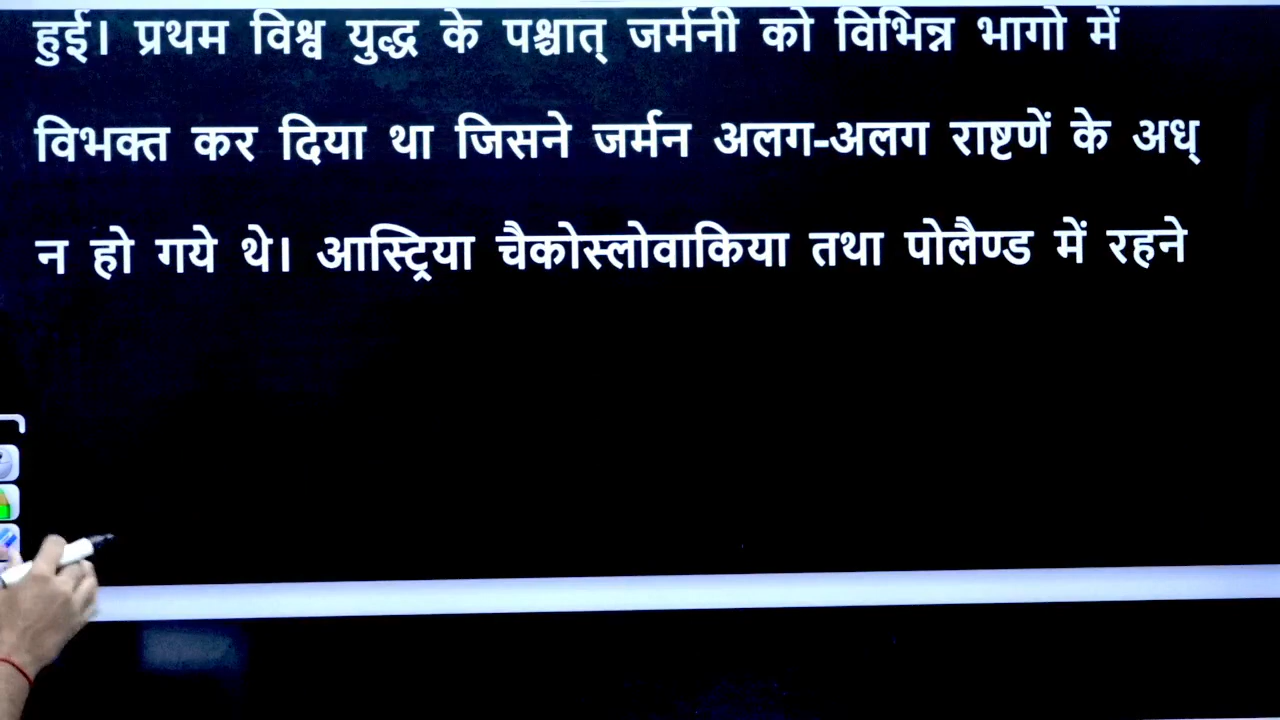 हुई। प्रथम विश्व युद्ध के पश्चात् जर्मनी को विभिन्न भागो में
विभक्त कर दिया था जिसने जर्मन अलग-अलग राष्टणें के अध्
न हो गये थे। आस्ट्रिया चैकोस्लोवाकिया तथा पोलैण्ड में रहने